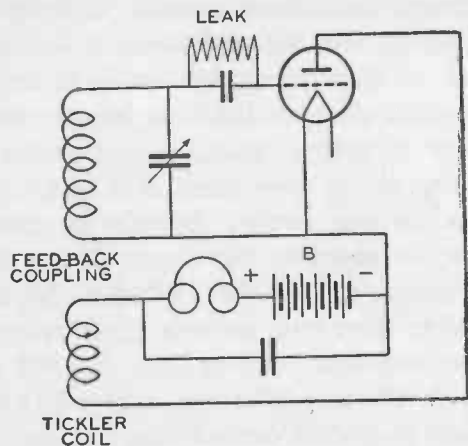 LEAK
FEED-BACK
COUPLING
+ B −
TICKLER
COIL